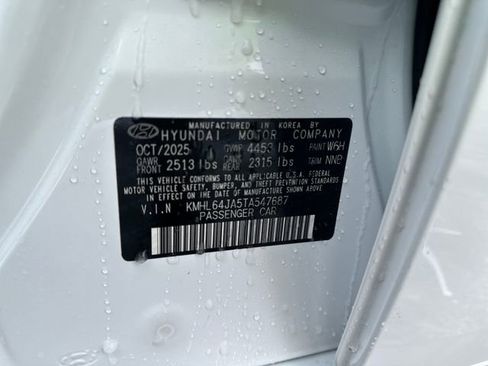 MANUFACTURED IN KOREA BY
HYUNDAI MOTOR COMPANY
OCT/2025 GVWR 4453 lbs PAINT W6H
GAWR FRONT 2513 lbs GAWR REAR 2315 lbs TRIM NNB
THIS VEHICLE CONFORMS TO ALL APPLICABLE U.S.A. FEDERAL
MOTOR VEHICLE SAFETY, BUMPER, AND THEFT PREVENTION STANDARDS
IN EFFECT ON THE DATE OF MANUFACTURE SHOWN ABOVE.
V.I.N KMHL64JA5TA547687
PASSENGER CAR